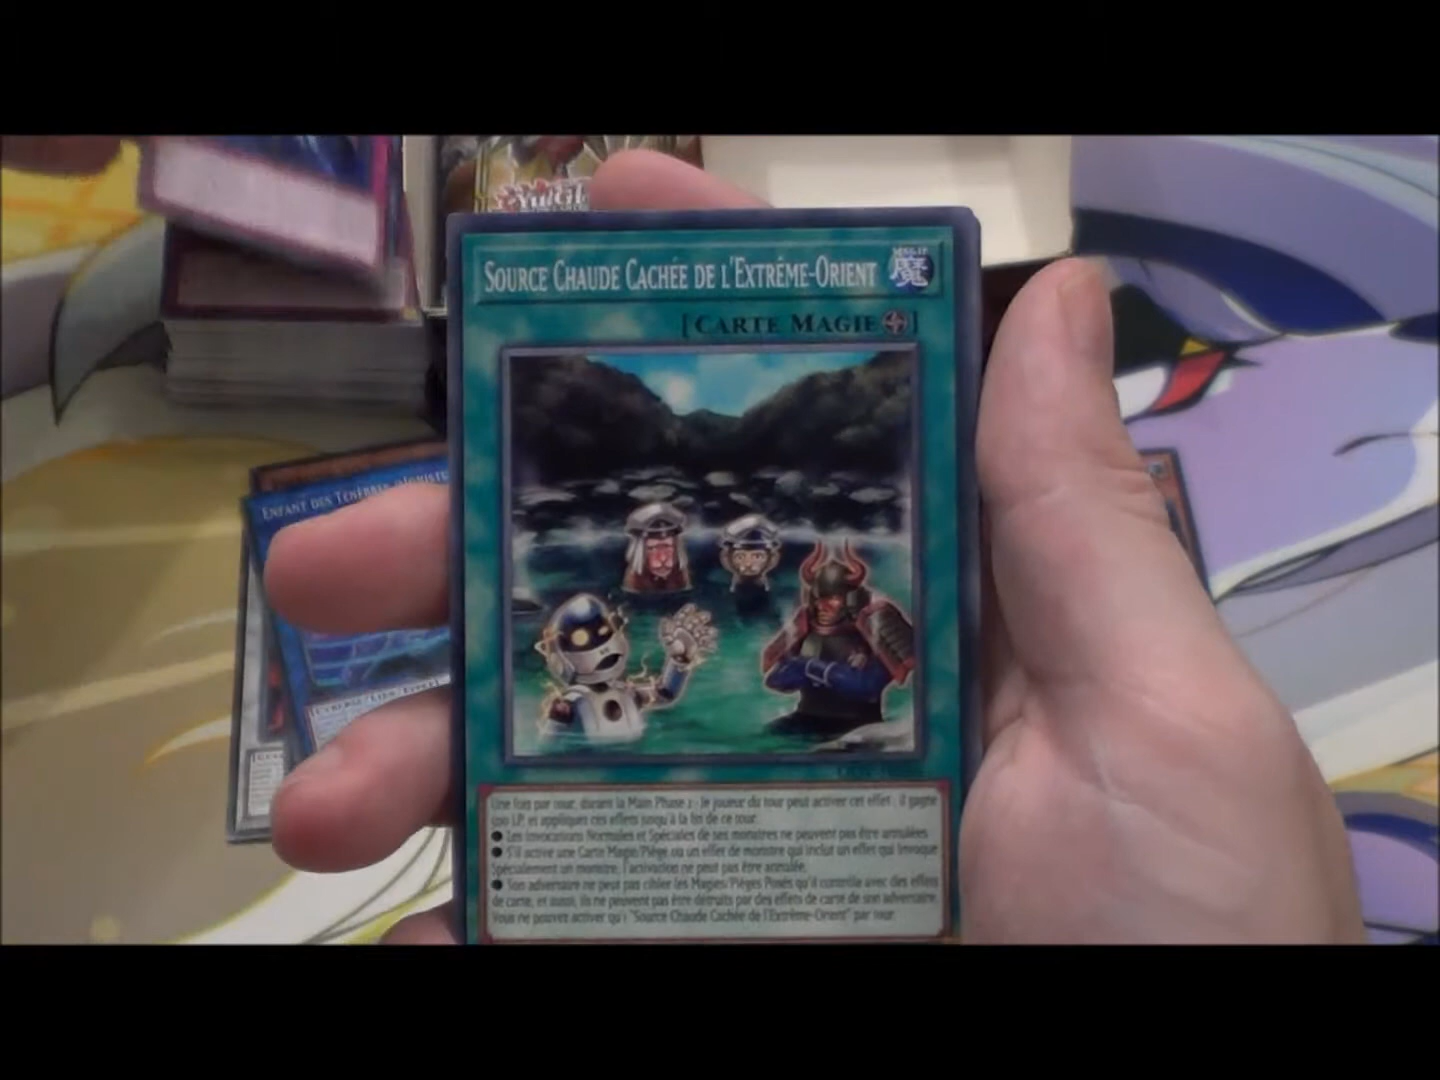 SOURCE CHAUDE CACHÉE DE L'EXTRÊME-ORIENT
魔
[CARTE MAGIE]
ENFANT DES TÉNÈBRES
Une fois par tour, durant la Main Phase 1 : le joueur du tour peut activer cet effet ; il gagne
500 LP, et appliquez ces effets jusqu'à la fin de ce tour.
● Les Invocations Normales et Spéciales de ses monstres ne peuvent pas être annulées.
● S'il active une Carte Magie/Piège ou un effet de monstre qui inclut un effet qui Invoque
Spécialement un monstre, l'activation ne peut pas être annulée.
● Son adversaire ne peut pas cibler les Magies/Pièges Posés qu'il contrôle avec des effets
de carte, et aussi, ils ne peuvent pas être détruits par des effets de carte de son adversaire.
Vous ne pouvez activer qu'1 "Source Chaude Cachée de l'Extrême-Orient" par tour.